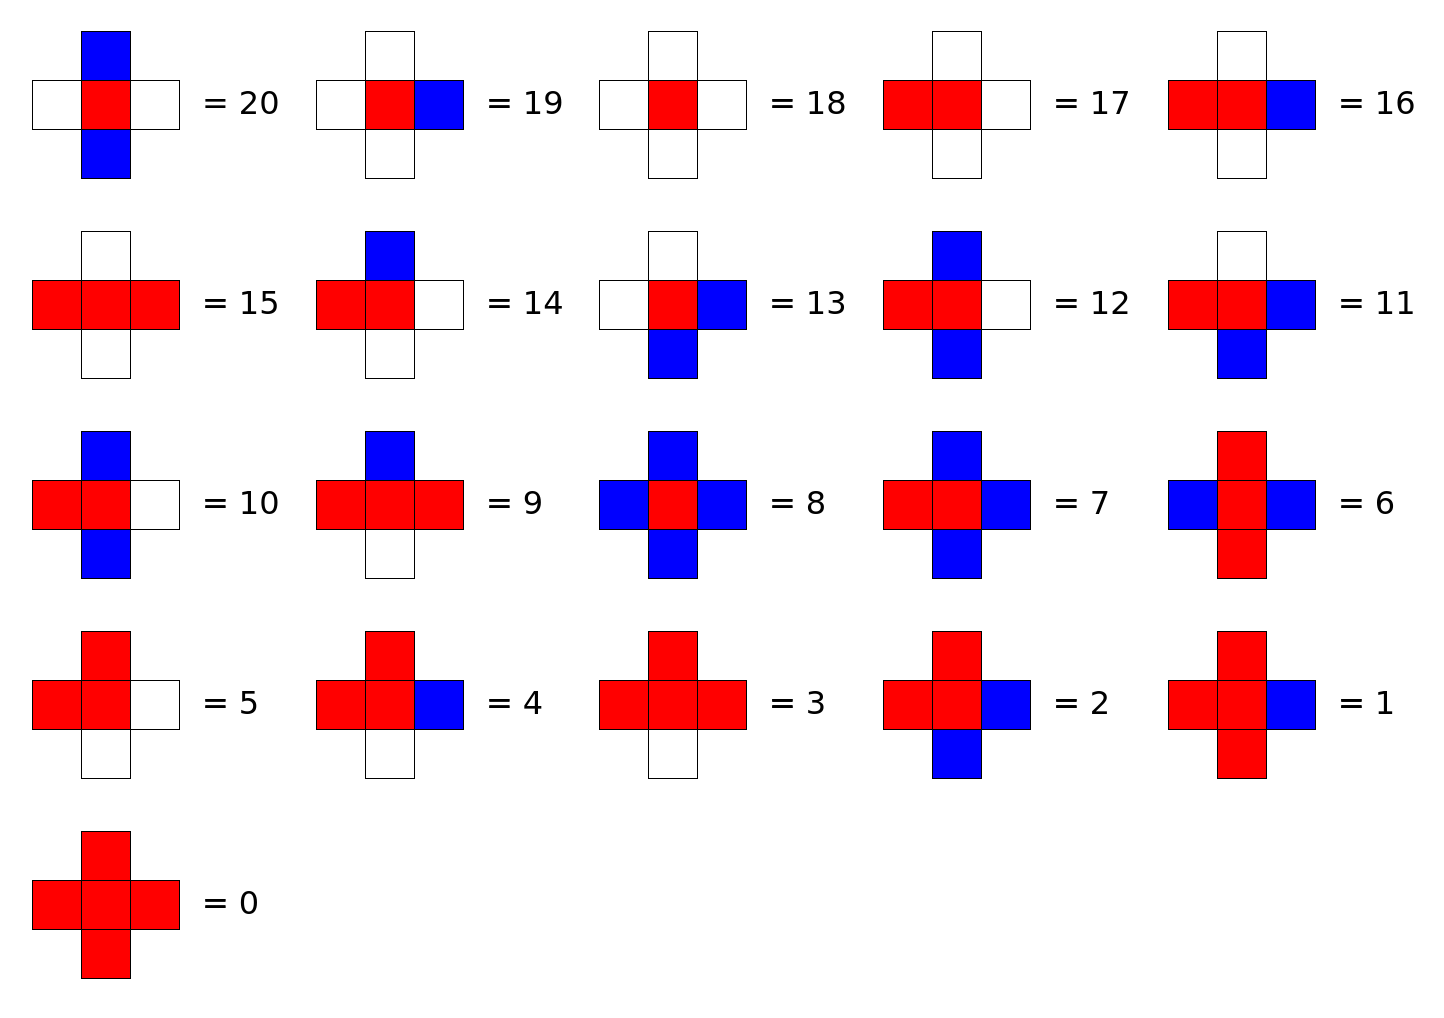 = 20 = 19 = 18 = 17 = 16
= 15 = 14 = 13 = 12 = 11
= 10 = 9 = 8 = 7 = 6
= 5 = 4 = 3 = 2 = 1
= 0